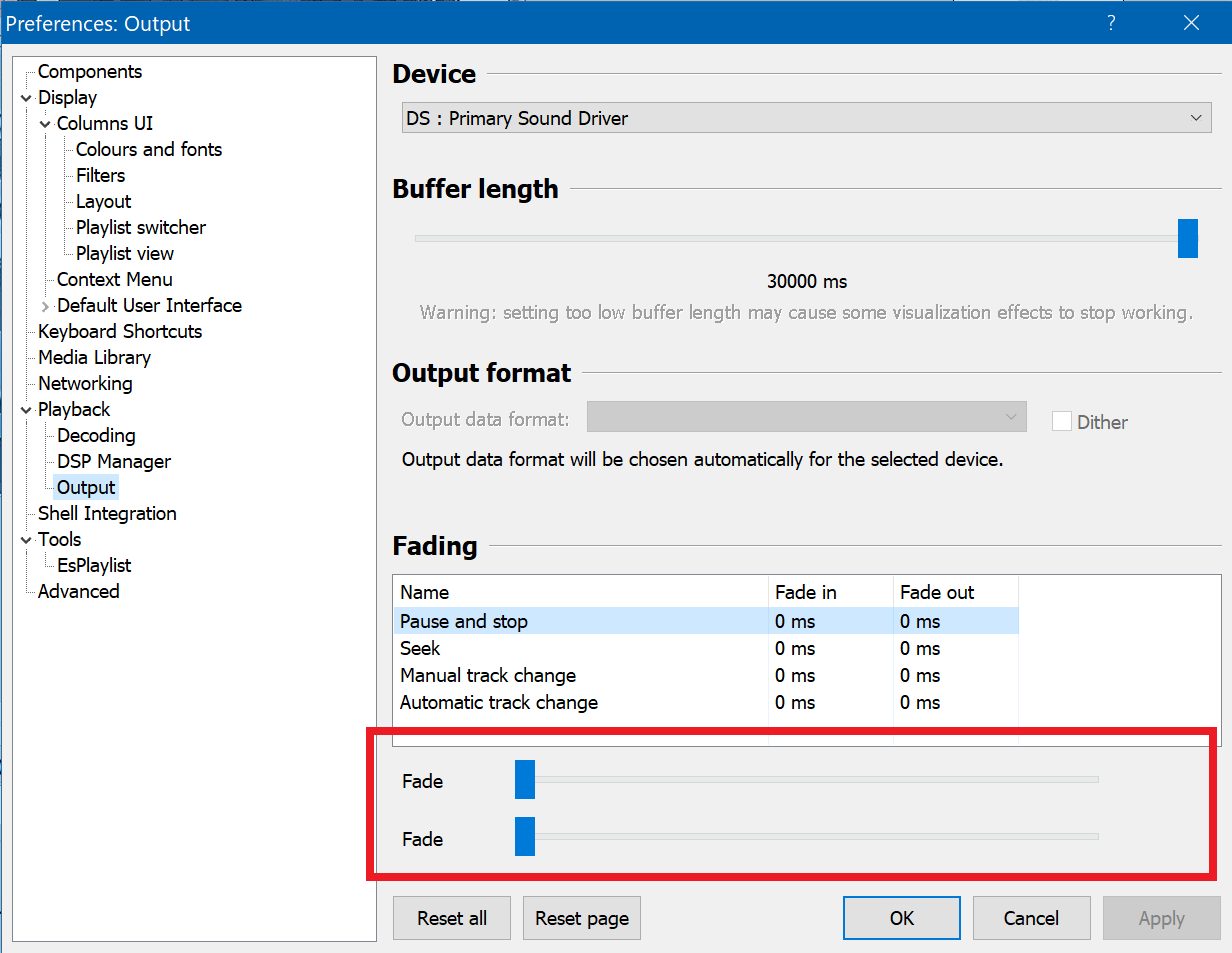 Preferences: Output
?
Components
Display
Columns UI
Colours and fonts
Filters
Layout
Playlist switcher
Playlist view
Context Menu
Default User Interface
Keyboard Shortcuts
Media Library
Networking
Playback
Decoding
DSP Manager
Output
Shell Integration
Tools
EsPlaylist
Advanced
Device
DS : Primary Sound Driver
Buffer length
30000 ms
Warning: setting too low buffer length may cause some visualization effects to stop working.
Output format
Output data format:
Dither
Output data format will be chosen automatically for the selected device.
Fading
Name Fade in Fade out
Pause and stop 0 ms 0 ms
Seek 0 ms 0 ms
Manual track change 0 ms 0 ms
Automatic track change 0 ms 0 ms
Fade
Fade
Reset all Reset page OK Cancel Apply